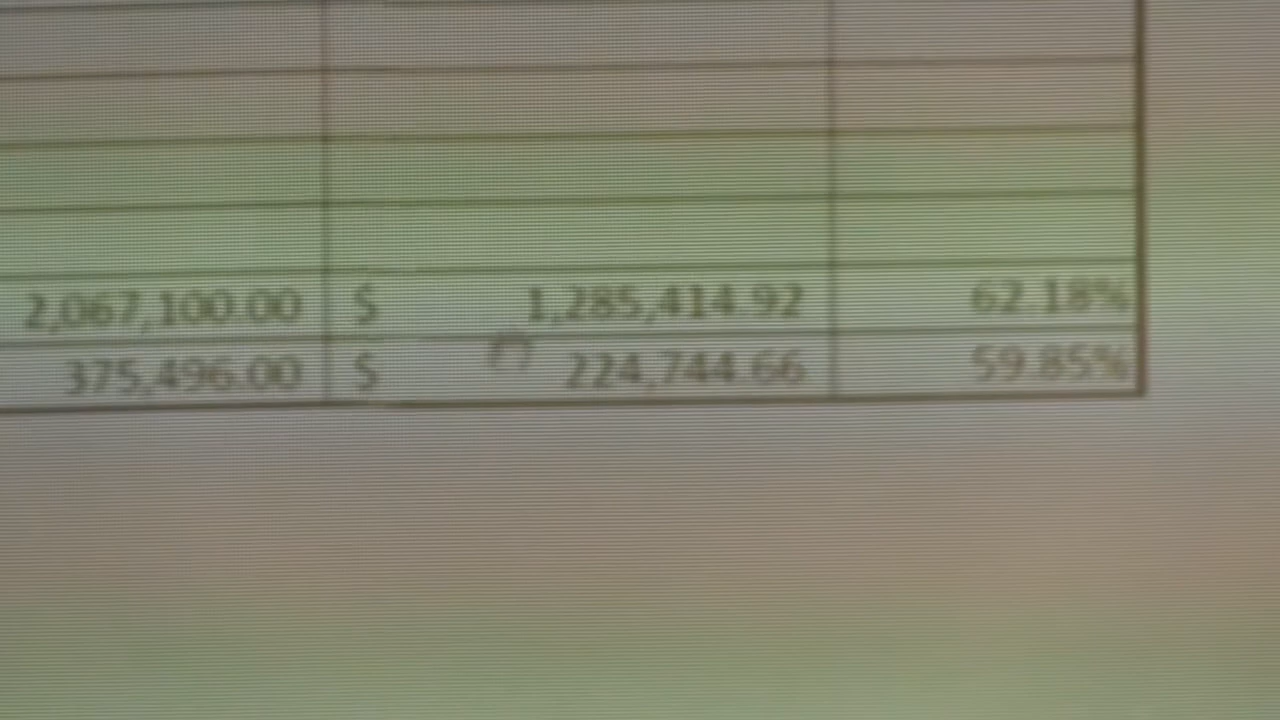 2,067,100.00 $ 1,285,414.92 62.18%
375,496.00 $ 224,744.66 59.85%